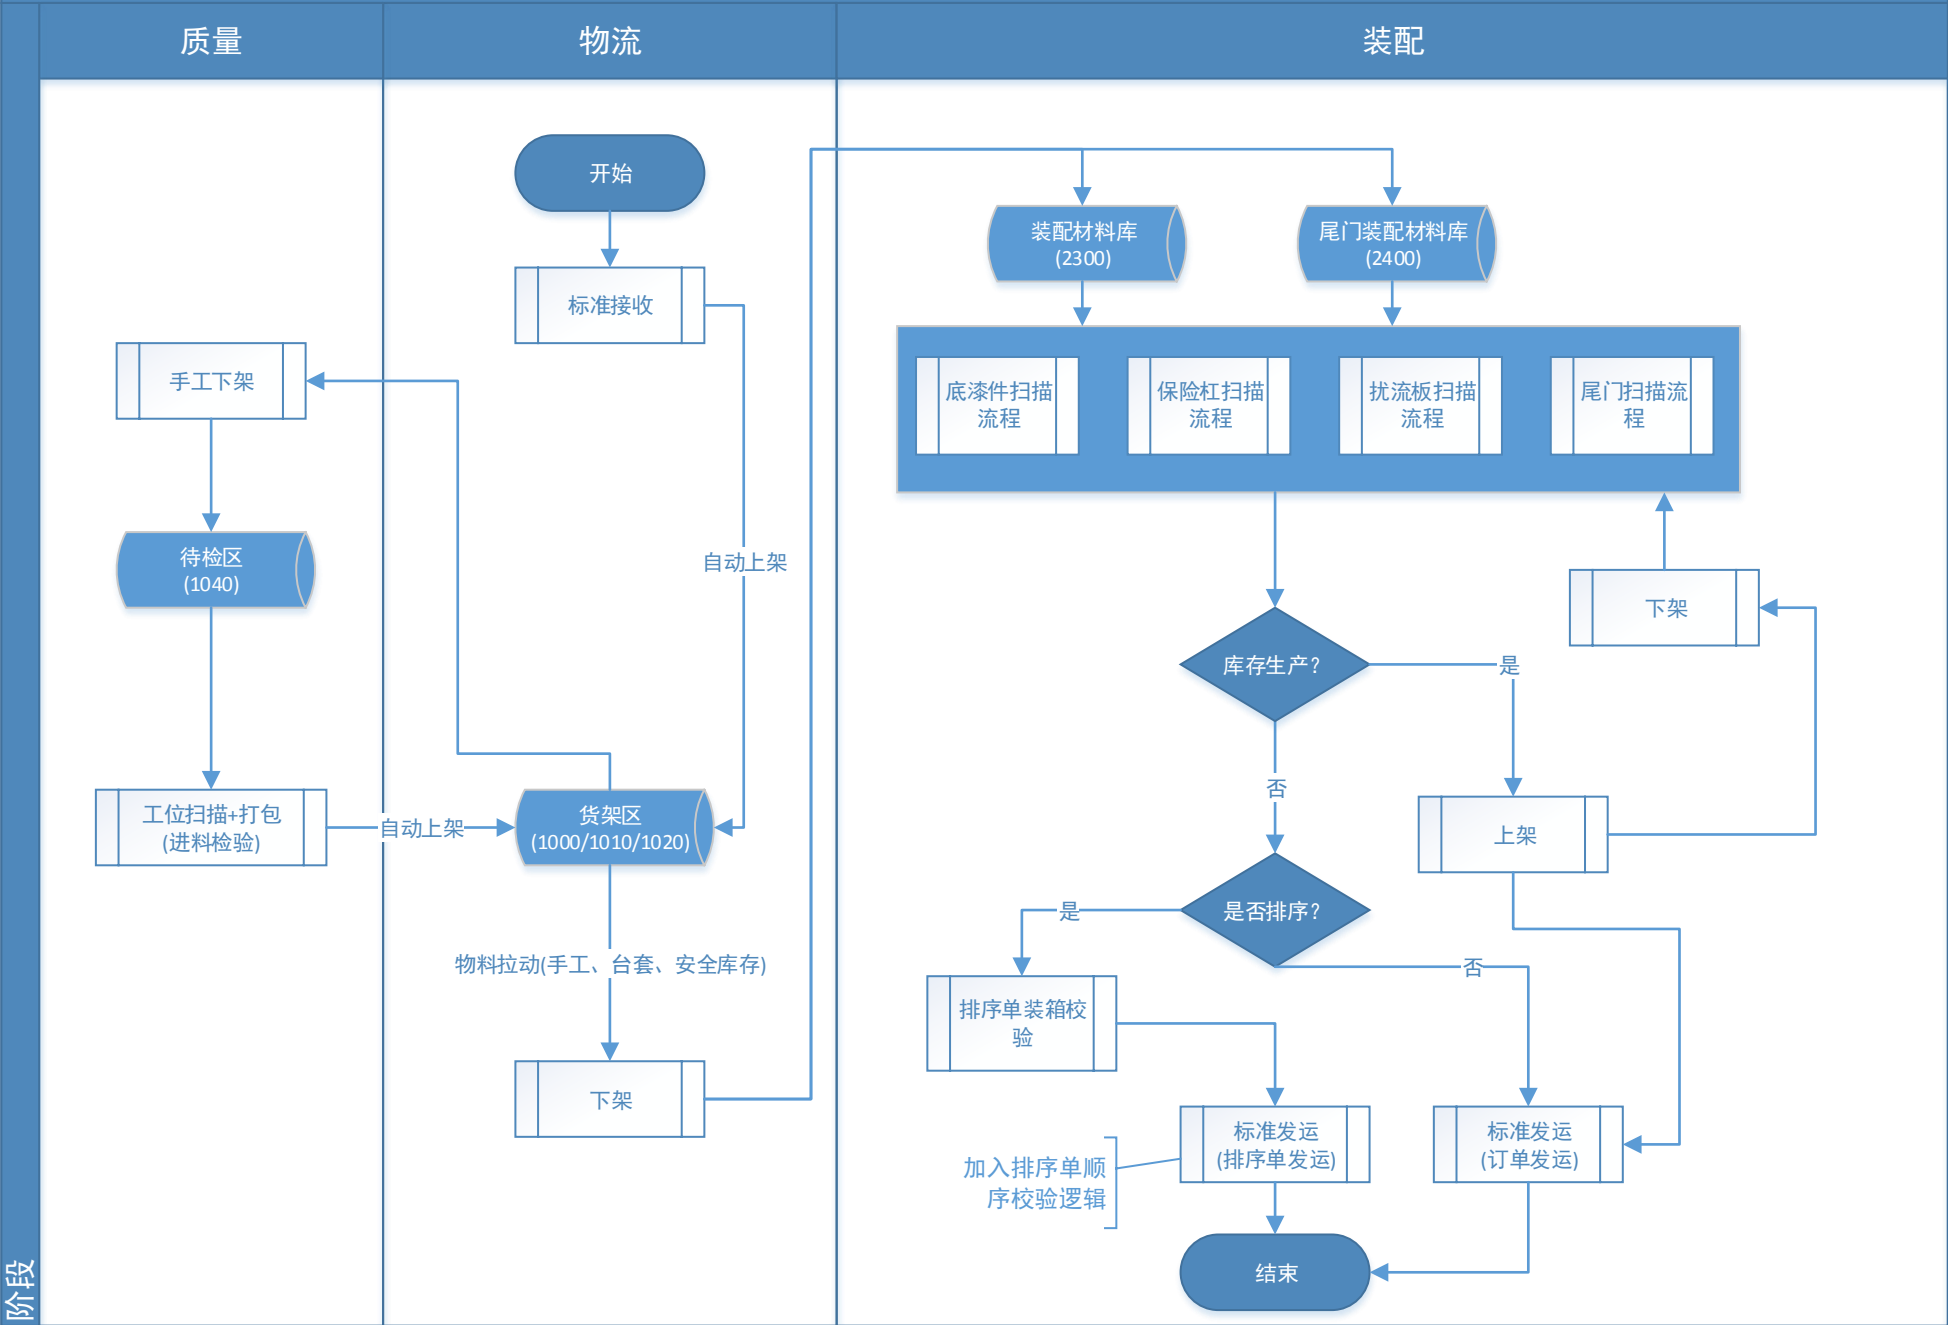 质量
物流
装配
阶段
开始
标准接收
手工下架
待检区
(1040)
工位扫描+打包
(进料检验)
自动上架
自动上架
货架区
(1000/1010/1020)
物料拉动(手工、台套、安全库存)
下架
装配材料库
(2300)
尾门装配材料库
(2400)
底漆件扫描
流程
保险杠扫描
流程
扰流板扫描
流程
尾门扫描流
程
下架
库存生产?
是
否
上架
是否排序?
是
否
排序单装箱校
验
标准发运
(排序单发运)
标准发运
(订单发运)
加入排序单顺
序校验逻辑
结束